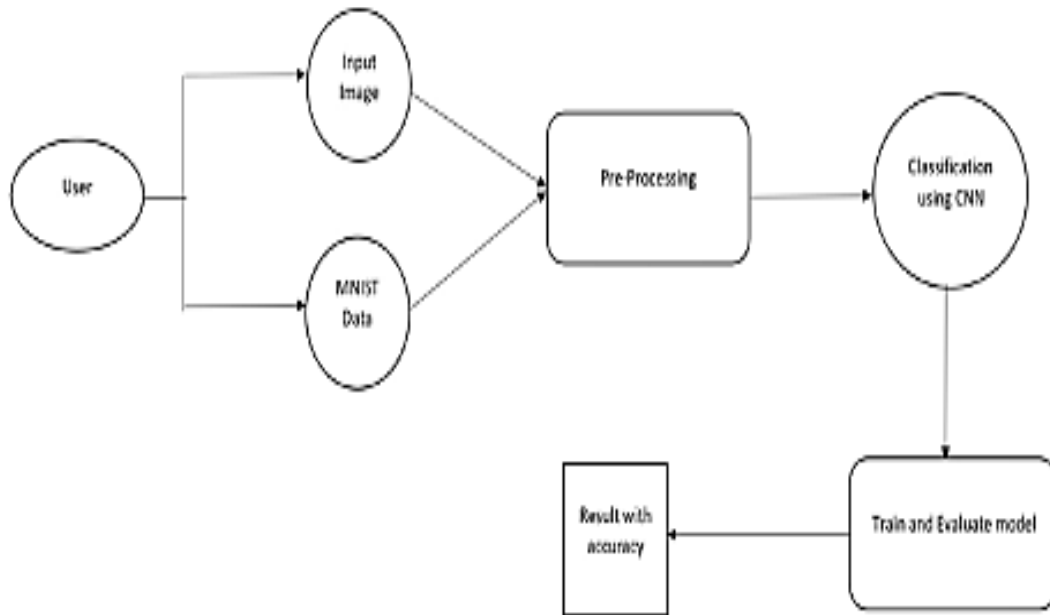 User
Input
Image
MNIST
Data
Pre-Processing
Classification
using CNN
Train and Evaluate model
Result with
accuracy